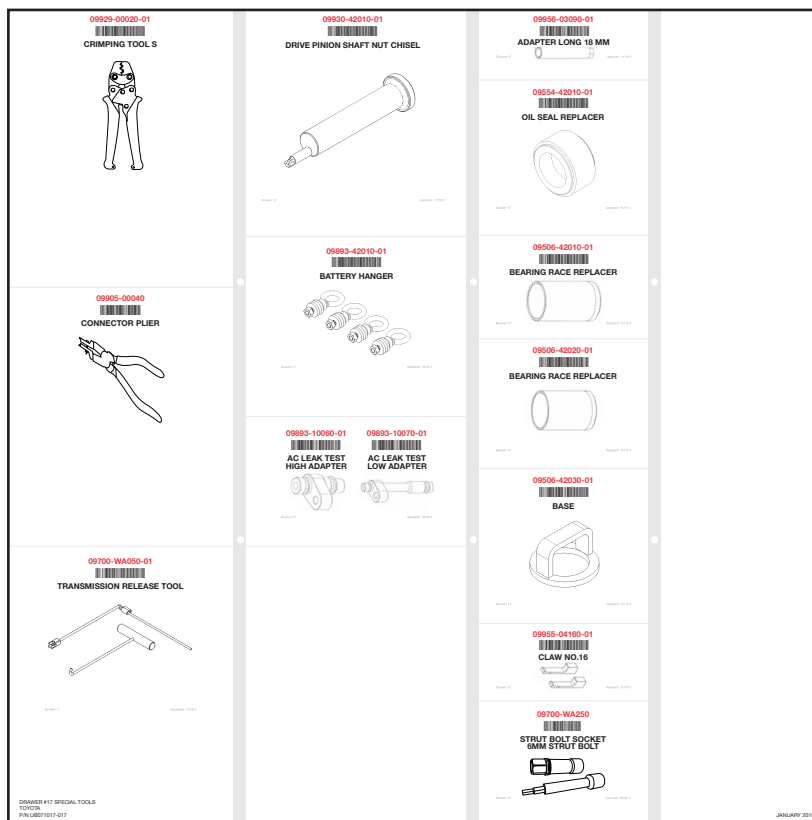 09929-00020-01
CRIMPING TOOL S
09905-00040
CONNECTOR PLIER
09700-WA050-01
TRANSMISSION RELEASE TOOL
DRAWER #17 SPECIAL TOOLS
TOYOTA
P/N UB071017-017
09930-42010-01
DRIVE PINION SHAFT NUT CHISEL
09893-42010-01
BATTERY HANGER
09893-10060-01
AC LEAK TEST
HIGH ADAPTER
09893-10070-01
AC LEAK TEST
LOW ADAPTER
09956-03090-01
ADAPTER LONG 18 MM
09554-42010-01
OIL SEAL REPLACER
09506-42010-01
BEARING RACE REPLACER
09506-42020-01
BEARING RACE REPLACER
09506-42030-01
BASE
09955-04160-01
CLAW NO.16
09700-WA250
STRUT BOLT SOCKET
6MM STRUT BOLT
JANUARY